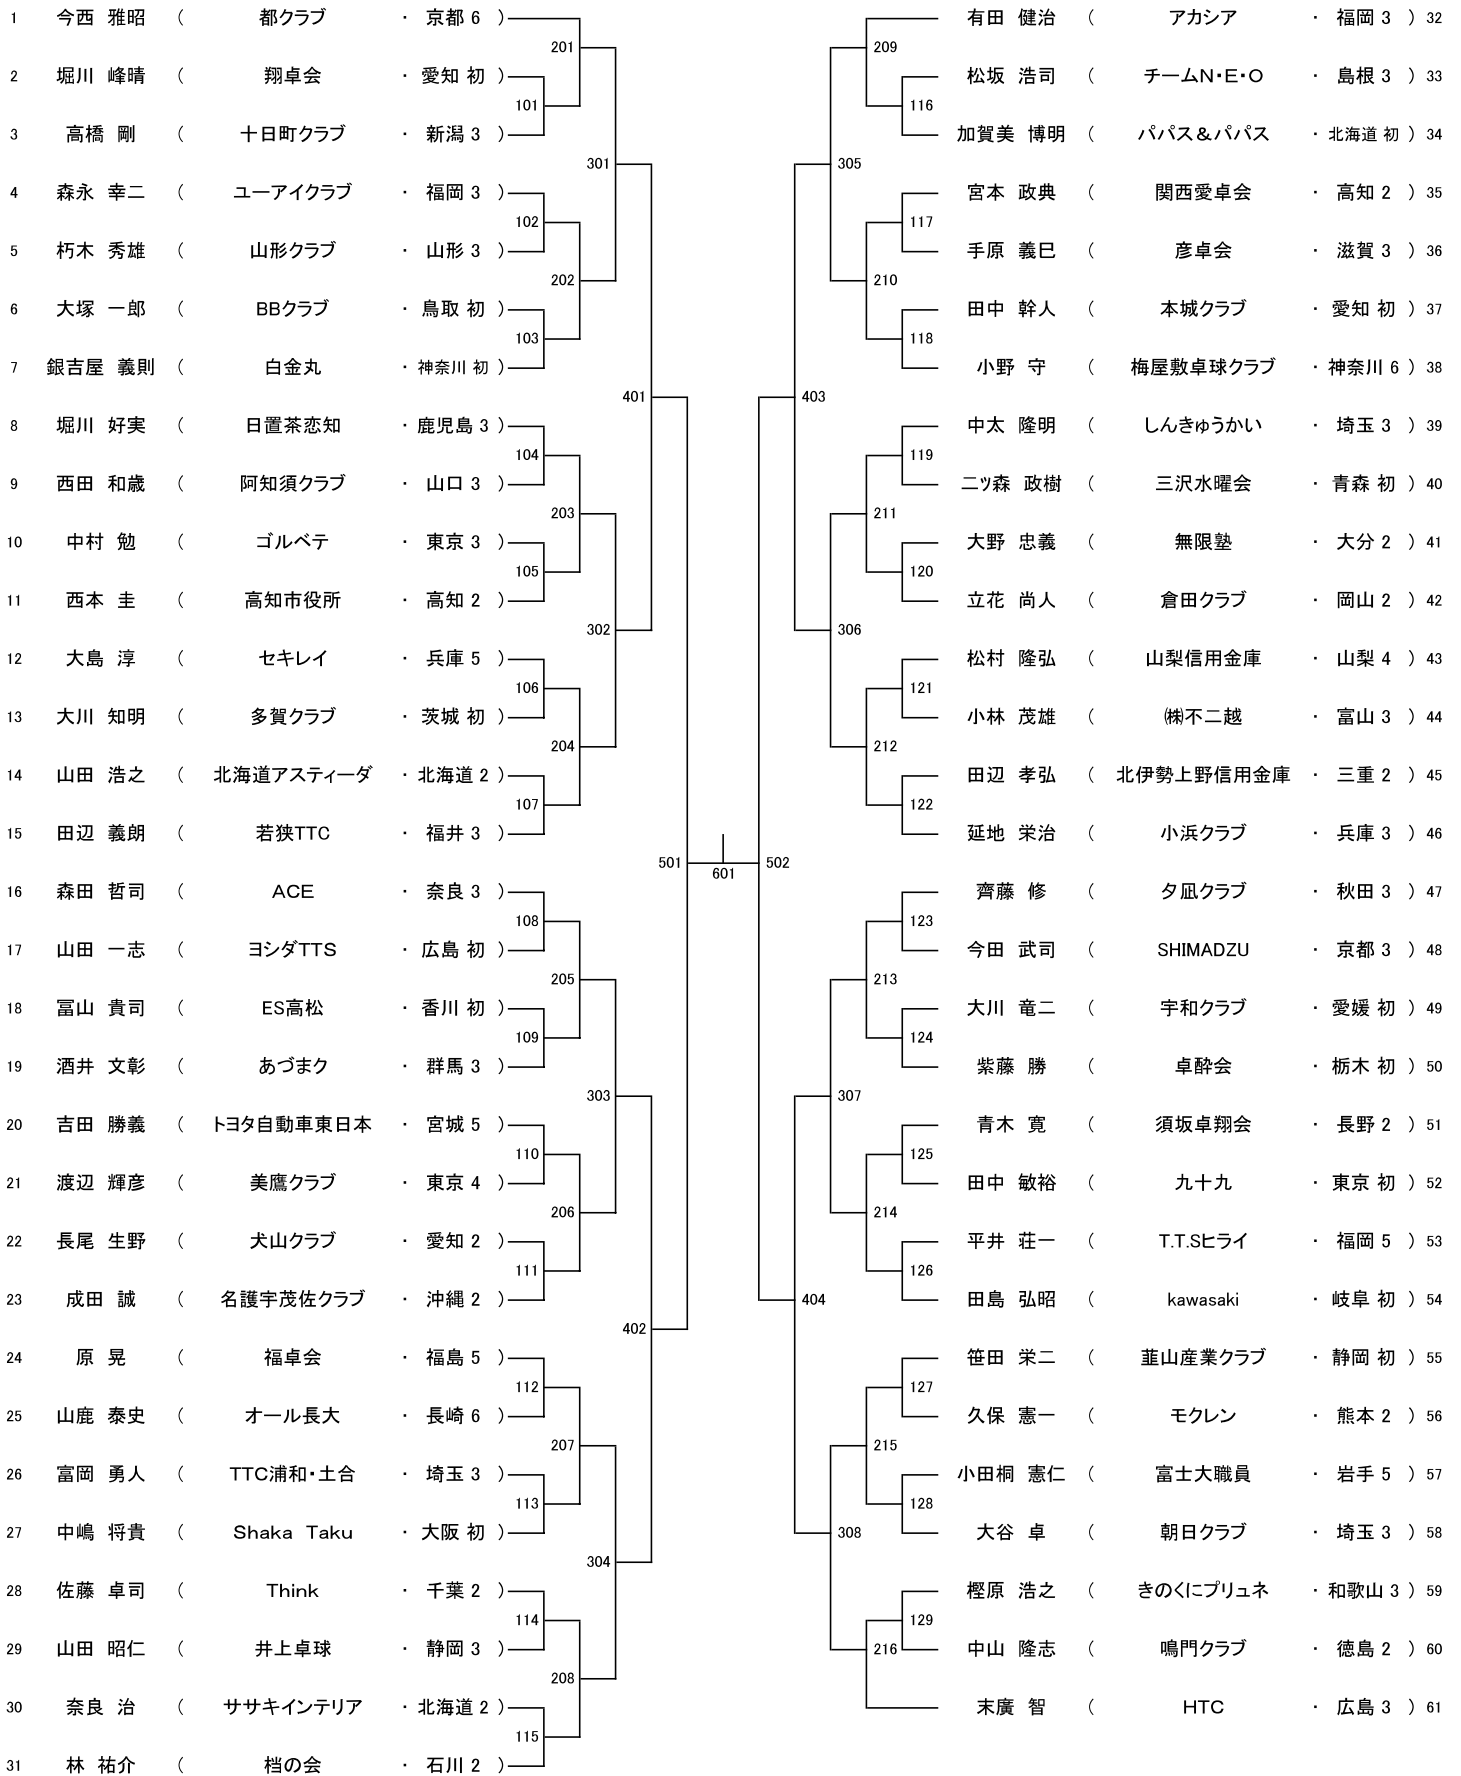 1 今西 雅昭 ( 都クラブ ・ 京都 6 )
201
2 堀川 峰晴 ( 翔卓会 ・ 愛知 初 )
101
3 高橋 剛 ( 十日町クラブ ・ 新潟 3 )
301
4 森永 幸二 ( ユーアイクラブ ・ 福岡 3 )
102
5 朽木 秀雄 ( 山形クラブ ・ 山形 3 )
202
6 大塚 一郎 ( BBクラブ ・ 鳥取 初 )
103
7 銀吉屋 義則 ( 白金丸 ・ 神奈川 初 )
401
8 堀川 好実 ( 日置茶恋知 ・ 鹿児島 3 )
104
9 西田 和歳 ( 阿知須クラブ ・ 山口 3 )
203
10 中村 勉 ( ゴルベテ ・ 東京 3 )
105
11 西本 圭 ( 高知市役所 ・ 高知 2 )
302
12 大島 淳 ( セキレイ ・ 兵庫 5 )
106
13 大川 知明 ( 多賀クラブ ・ 茨城 初 )
204
14 山田 浩之 ( 北海道アスティーダ ・ 北海道 2 )
107
15 田辺 義朗 ( 若狭TTC ・ 福井 3 )
501
16 森田 哲司 ( ACE ・ 奈良 3 )
108
17 山田 一志 ( ヨシダTTS ・ 広島 初 )
205
18 冨山 貴司 ( ES高松 ・ 香川 初 )
109
19 酒井 文彰 ( あづまク ・ 群馬 3 )
303
20 吉田 勝義 ( トヨタ自動車東日本 ・ 宮城 5 )
110
21 渡辺 輝彦 ( 美鷹クラブ ・ 東京 4 )
206
22 長尾 生野 ( 犬山クラブ ・ 愛知 2 )
111
23 成田 誠 ( 名護宇茂佐クラブ ・ 沖縄 2 )
402
24 原 晃 ( 福卓会 ・ 福島 5 )
112
25 山鹿 泰史 ( オール長大 ・ 長崎 6 )
207
26 富岡 勇人 ( TTC浦和・土合 ・ 埼玉 3 )
113
27 中嶋 将貴 ( Shaka Taku ・ 大阪 初 )
304
28 佐藤 卓司 ( Think ・ 千葉 2 )
114
29 山田 昭仁 ( 井上卓球 ・ 静岡 3 )
208
30 奈良 治 ( ササキインテリア ・ 北海道 2 )
115
31 林 祐介 ( 档の会 ・ 石川 2 )
601
有田 健治 ( アカシア ・ 福岡 3 ) 32
209
松坂 浩司 ( チームN・E・O ・ 島根 3 ) 33
116
加賀美 博明 ( パパス&パパス ・ 北海道 初 ) 34
305
宮本 政典 ( 関西愛卓会 ・ 高知 2 ) 35
117
手原 義巳 ( 彦卓会 ・ 滋賀 3 ) 36
210
田中 幹人 ( 本城クラブ ・ 愛知 初 ) 37
118
小野 守 ( 梅屋敷卓球クラブ ・ 神奈川 6 ) 38
403
中太 隆明 ( しんきゅうかい ・ 埼玉 3 ) 39
119
二ッ森 政樹 ( 三沢水曜会 ・ 青森 初 ) 40
211
大野 忠義 ( 無限塾 ・ 大分 2 ) 41
120
立花 尚人 ( 倉田クラブ ・ 岡山 2 ) 42
306
松村 隆弘 ( 山梨信用金庫 ・ 山梨 4 ) 43
121
小林 茂雄 ( ㈱不二越 ・ 富山 3 ) 44
212
田辺 孝弘 ( 北伊勢上野信用金庫 ・ 三重 2 ) 45
122
延地 栄治 ( 小浜クラブ ・ 兵庫 3 ) 46
502
齊藤 修 ( 夕凪クラブ ・ 秋田 3 ) 47
123
今田 武司 ( SHIMADZU ・ 京都 3 ) 48
213
大川 竜二 ( 宇和クラブ ・ 愛媛 初 ) 49
124
紫藤 勝 ( 卓酔会 ・ 栃木 初 ) 50
307
青木 寛 ( 須坂卓翔会 ・ 長野 2 ) 51
125
田中 敏裕 ( 九十九 ・ 東京 初 ) 52
214
平井 荘一 ( T.T.Sヒライ ・ 福岡 5 ) 53
126
田島 弘昭 ( kawasaki ・ 岐阜 初 ) 54
404
笹田 栄二 ( 韮山産業クラブ ・ 静岡 初 ) 55
127
久保 憲一 ( モクレン ・ 熊本 2 ) 56
215
小田桐 憲仁 ( 富士大職員 ・ 岩手 5 ) 57
128
大谷 卓 ( 朝日クラブ ・ 埼玉 3 ) 58
308
樫原 浩之 ( きのくにプリュネ ・ 和歌山 3 ) 59
129
中山 隆志 ( 鳴門クラブ ・ 徳島 2 ) 60
216
末廣 智 ( HTC ・ 広島 3 ) 61